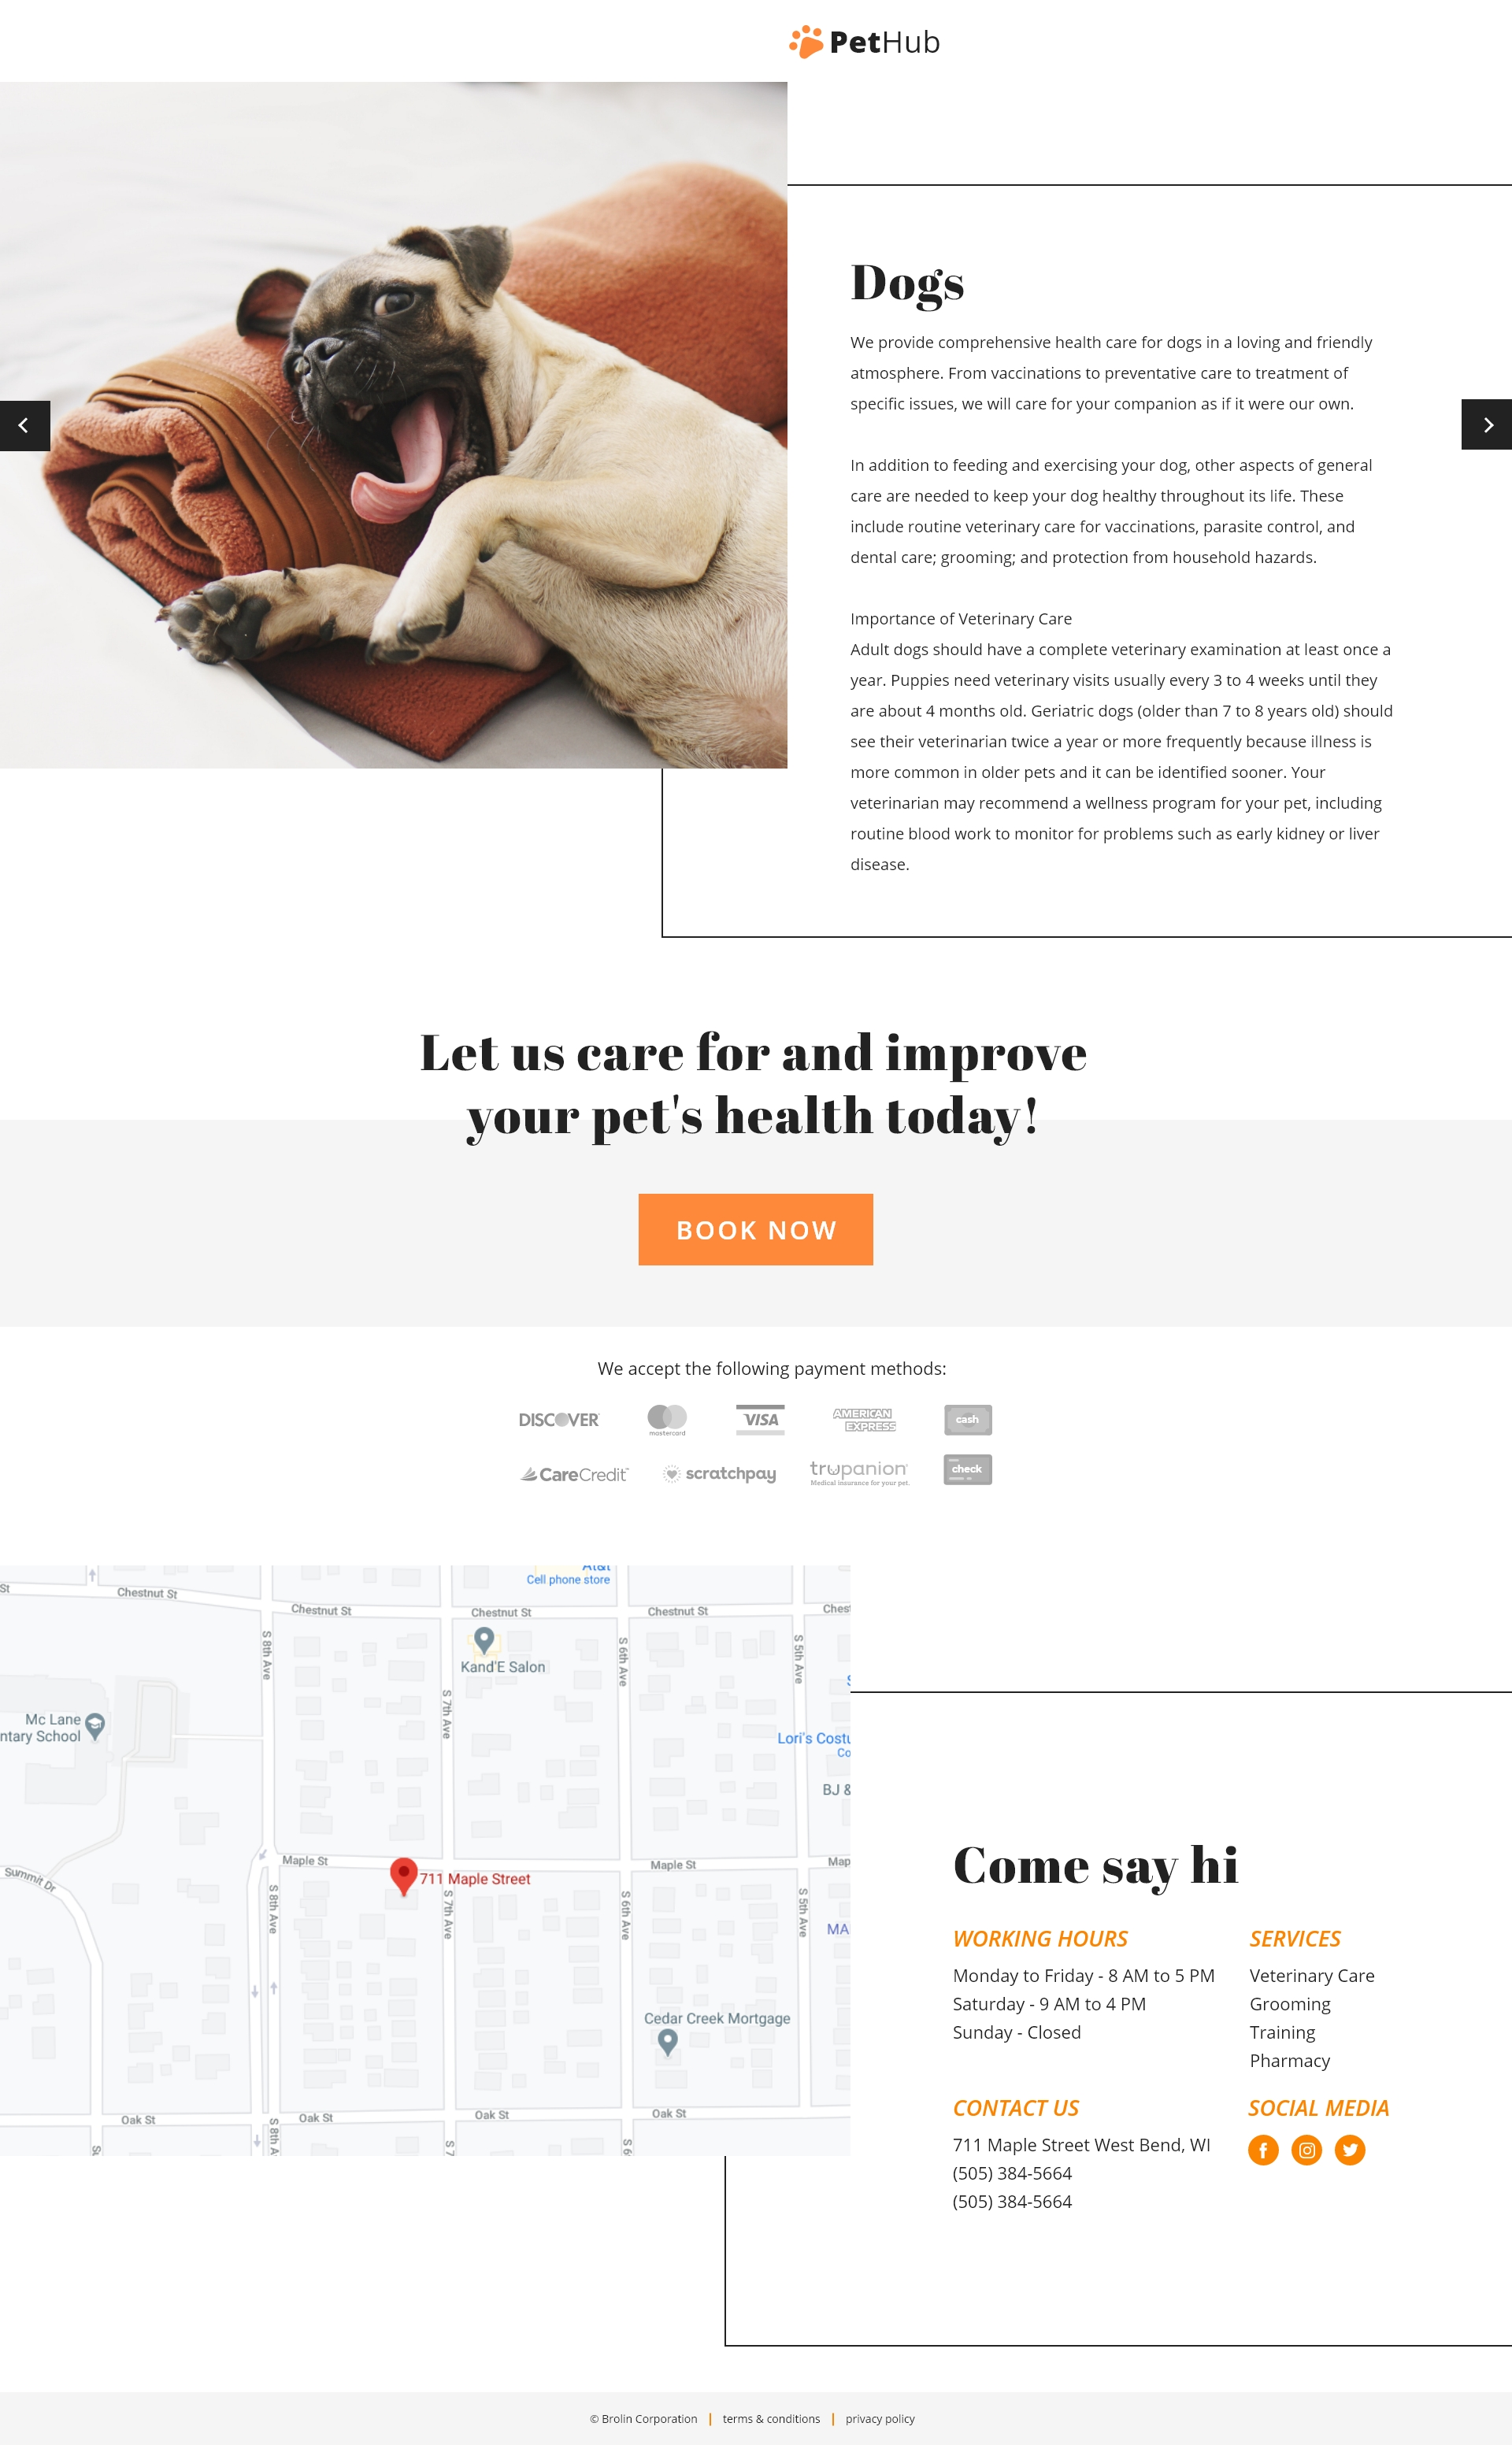 PetHub
Dogs
We provide comprehensive health care for dogs in a loving and friendly
atmosphere. From vaccinations to preventative care to treatment of
specific issues, we will care for your companion as if it were our own.
In addition to feeding and exercising your dog, other aspects of general
care are needed to keep your dog healthy throughout its life. These
include routine veterinary care for vaccinations, parasite control, and
dental care; grooming; and protection from household hazards.
Importance of Veterinary Care
Adult dogs should have a complete veterinary examination at least once a
year. Puppies need veterinary visits usually every 3 to 4 weeks until they
are about 4 months old. Geriatric dogs (older than 7 to 8 years old) should
see their veterinarian twice a year or more frequently because illness is
more common in older pets and it can be identified sooner. Your
veterinarian may recommend a wellness program for your pet, including
routine blood work to monitor for problems such as early kidney or liver
disease.
Let us care for and improve
your pet's health today!
BOOK NOW
We accept the following payment methods:
DISCOVER mastercard VISA AMERICAN EXPRESS cash
CareCredit scratchpay trupanion check
Medical insurance for your pet.
AT&T
Cell phone store
St Chestnut St Chestnut St Chestnut St Chestnut St Chest
S 8th Ave S 6th Ave S 5th Ave
Kand'E Salon
S 7th Ave
Mc Lane
ntary School
Lori's Costu
Co
BJ &
Maple St Maple St Map
711 Maple Street
Summit Dr
S 8th Ave S 7th Ave S 6th Ave S 5th Ave
MA
Cedar Creek Mortgage
Oak St Oak St Oak St Oak St
S 8th A S 7 S 6
Come say hi
WORKING HOURS
Monday to Friday - 8 AM to 5 PM
Saturday - 9 AM to 4 PM
Sunday - Closed
SERVICES
Veterinary Care
Grooming
Training
Pharmacy
CONTACT US
711 Maple Street West Bend, WI
(505) 384-5664
(505) 384-5664
SOCIAL MEDIA
© Brolin Corporation | terms & conditions | privacy policy